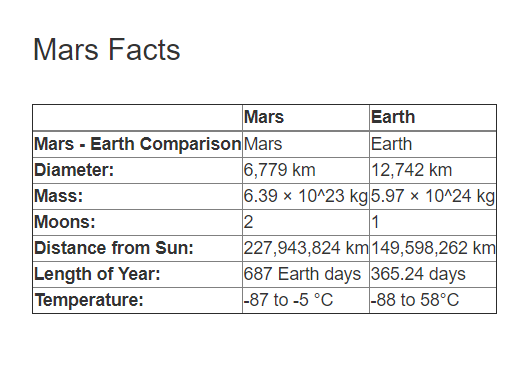 Mars Facts
Mars Earth
Mars - Earth Comparison Mars Earth
Diameter: 6,779 km 12,742 km
Mass: 6.39 × 10^23 kg 5.97 × 10^24 kg
Moons: 2 1
Distance from Sun: 227,943,824 km 149,598,262 km
Length of Year: 687 Earth days 365.24 days
Temperature: -87 to -5 °C -88 to 58°C